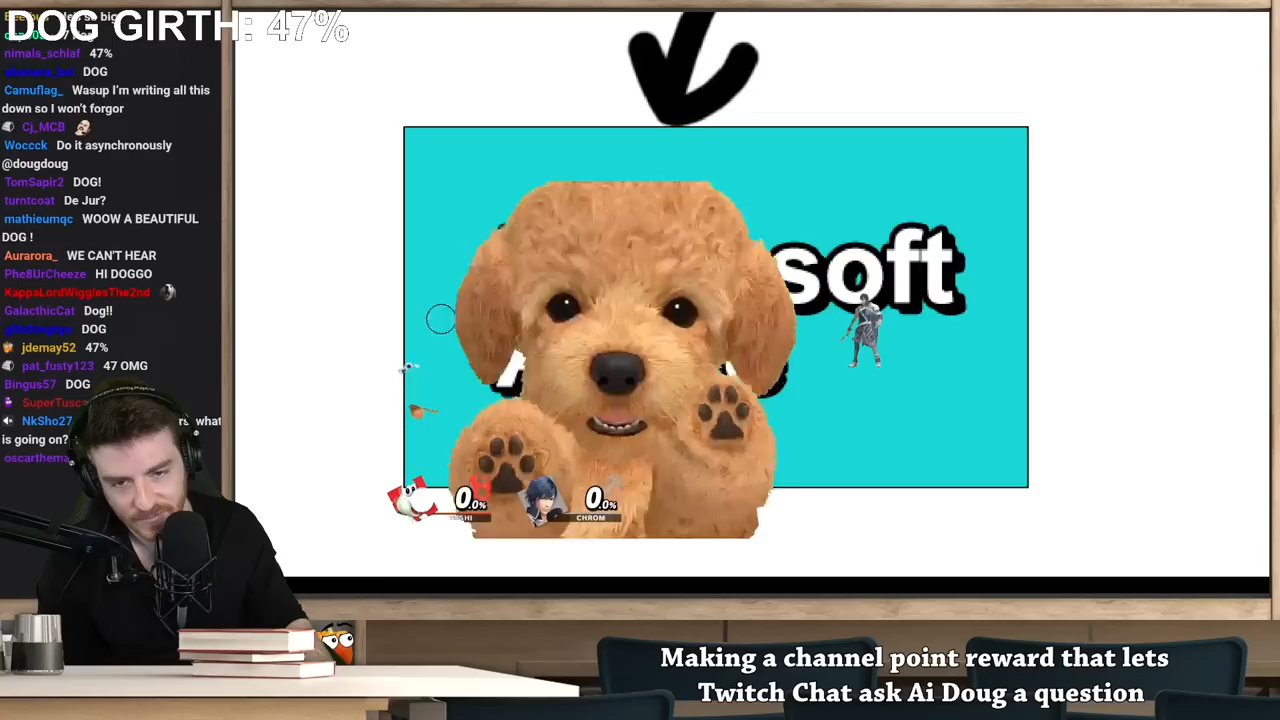 DOG GIRTH: 47%
nimals_schlaf 47%
DOG
Camuflag_ Wasup I'm writing all this
down so I won't forgor
Cj_MCB
Woccck Do it asynchronously
@dougdoug
TomSapir2 DOG!
turntcoat De Jur?
mathieumqc WOOW A BEAUTIFUL
DOG !
Aurarora_ WE CAN'T HEAR
Phe8UrCheeze HI DOGGO
KappaLordWigglesThe2nd
GalacthicCat Dog!!
DOG
jdemay52 47%
pat_fusty123 47 OMG
Bingus57 DOG
NkSho27 what
is going on?
soft
0.0%
0.0%
CHROM
Making a channel point reward that lets
Twitch Chat ask Ai Doug a question